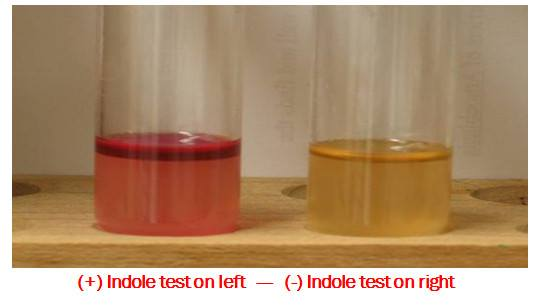 (+) Indole test on left — (-) Indole test on right